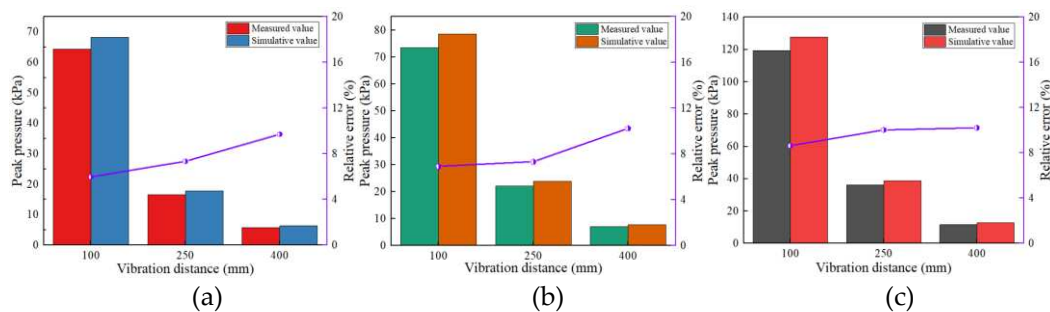 Measured value
Simulative value
Peak pressure (kPa)
70
60
50
40
30
20
10
0
20
16
12
8
4
0
Relative error (%)
100 250 400
Vibration distance (mm)
(a)
Measured value
Simulative value
Peak pressure (kPa)
80
70
60
50
40
30
20
10
0
20
16
12
8
4
0
Relative error (%)
100 250 400
Vibration distance (mm)
(b)
Measured value
Simulative value
Peak pressure (kPa)
140
120
100
80
60
40
20
0
20
16
12
8
4
0
Relative error (%)
100 250 400
Vibration distance (mm)
(c)